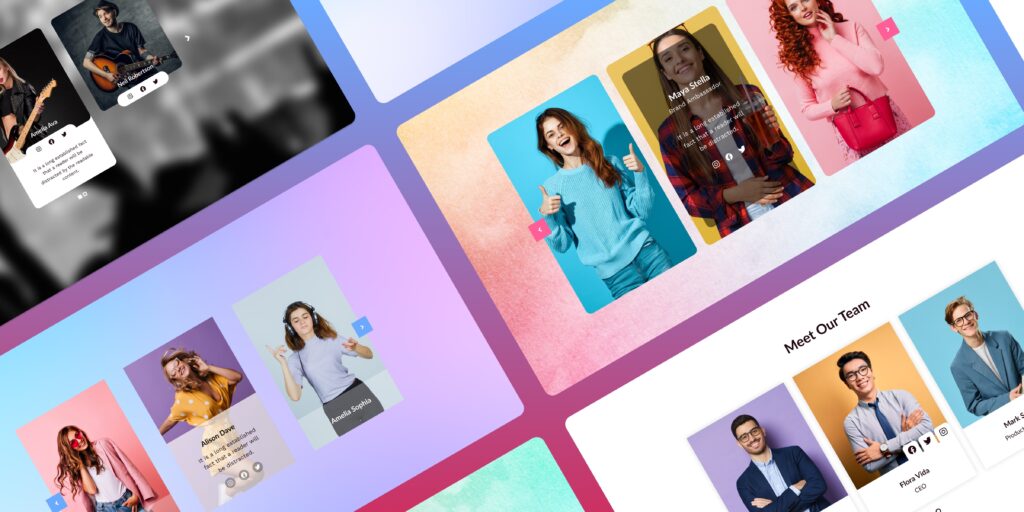 Neil Robertson
Amelia Ava
It is a long established fact
that a reader will be
distracted by the readable
content.
Maya Stella
Brand Ambassador
It is a long established
fact that a reader will
be distracted.
Alison Dave
It is a long established
fact that a reader will
be distracted.
Amelia Sophia
Meet Our Team
Flora Vida
CEO
Mark S
Product